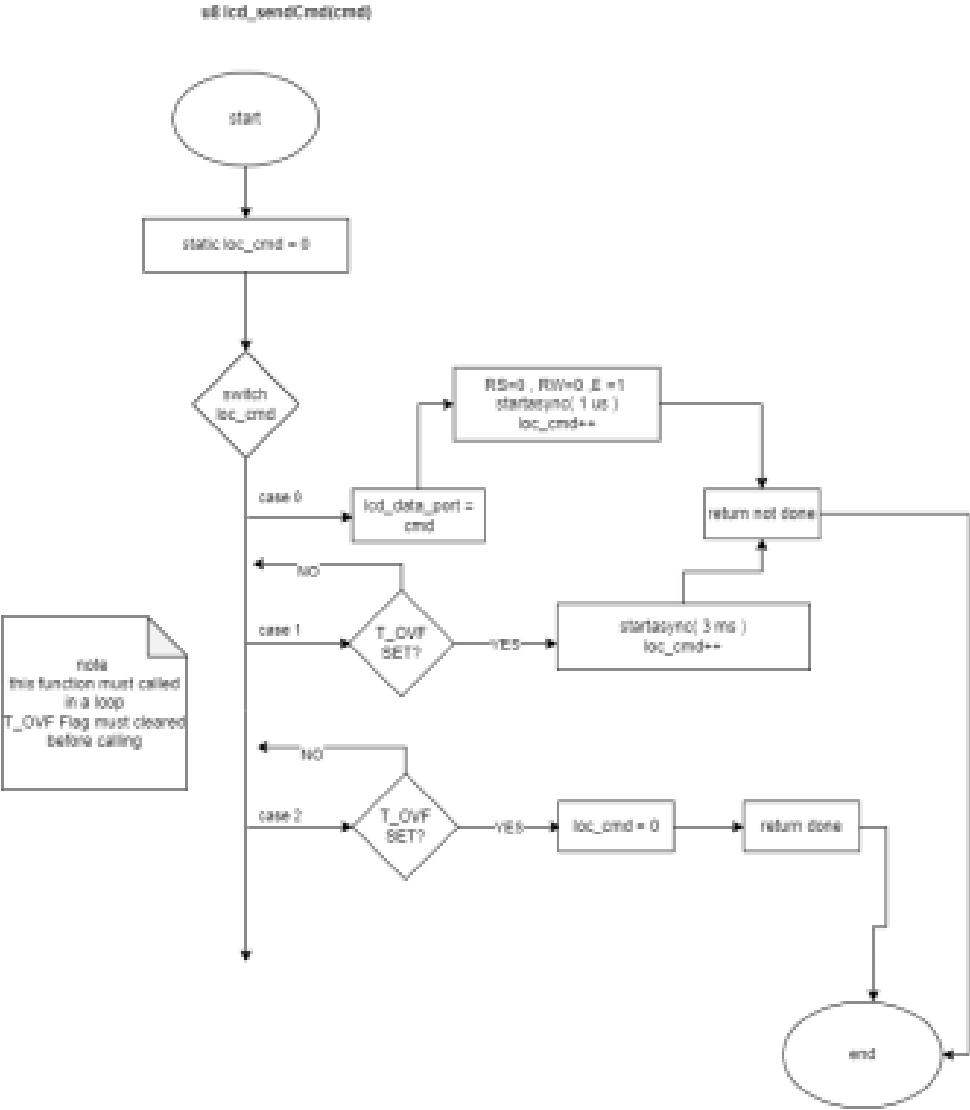 u8 lcd_sendCmd(cmd)
start
static loc_cmd = 0
switch
loc_cmd
RS=0 , RW=0 ,E =1
startasync( 1 us )
loc_cmd++
case 0
lcd_data_port =
cmd
return not done
NO
case 1
T_OVF
SET?
YES
startasync( 3 ms )
loc_cmd++
note
this function must called
in a loop
T_OVF Flag must cleared
before calling
NO
case 2
T_OVF
SET?
YES
loc_cmd = 0
return done
end